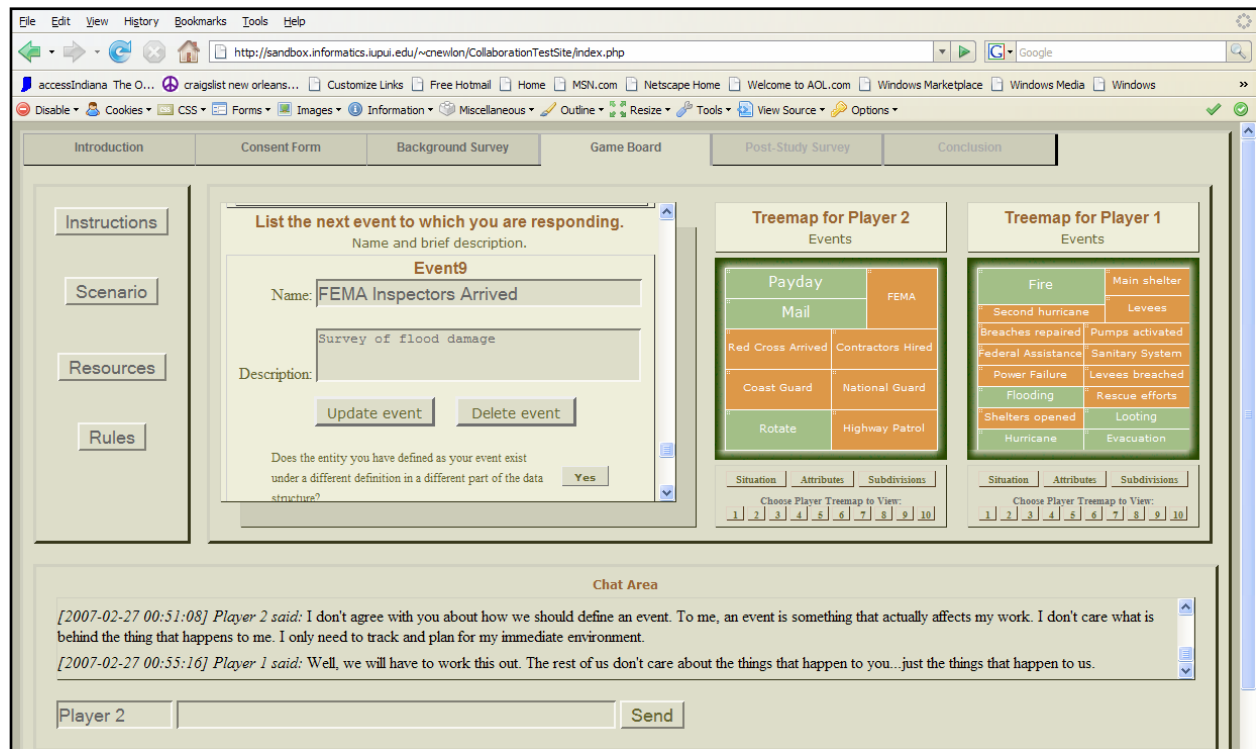 File Edit View History Bookmarks Tools Help
http://sandbox.informatics.iupui.edu/~cnewlon/CollaborationTestSite/index.php
G Google
accessIndiana The O... craigslist new orleans... Customize Links Free Hotmail Home MSN.com Netscape Home Welcome to AOL.com Windows Marketplace Windows Media Windows »
Disable Cookies CSS Forms Images Information Miscellaneous Outline Resize Tools View Source Options
Introduction Consent Form Background Survey Game Board Post-Study Survey Conclusion
Instructions
Scenario
Resources
Rules
List the next event to which you are responding.
Name and brief description.
Event9
Name: FEMA Inspectors Arrived
Description: Survey of flood damage
Update event Delete event
Does the entity you have defined as your event exist
under a different definition in a different part of the data
structure?
Yes
Treemap for Player 2
Events
Payday
FEMA
Mail
Red Cross Arrived Contractors Hired
Coast Guard National Guard
Rotate Highway Patrol
Situation Attributes Subdivisions
Choose Player Treemap to View:
1 2 3 4 5 6 7 8 9 10
Treemap for Player 1
Events
Fire Main shelter
Second hurricane Levees
Breaches repaired Pumps activated
Federal Assistance Sanitary System
Power Failure Levees breached
Flooding Rescue efforts
Shelters opened Looting
Hurricane Evacuation
Situation Attributes Subdivisions
Choose Player Treemap to View:
1 2 3 4 5 6 7 8 9 10
Chat Area
[2007-02-27 00:51:08] Player 2 said: I don't agree with you about how we should define an event. To me, an event is something that actually affects my work. I don't care what is
behind the thing that happens to me. I only need to track and plan for my immediate environment.
[2007-02-27 00:55:16] Player 1 said: Well, we will have to work this out. The rest of us don't care about the things that happen to you...just the things that happen to us.
Player 2 Send